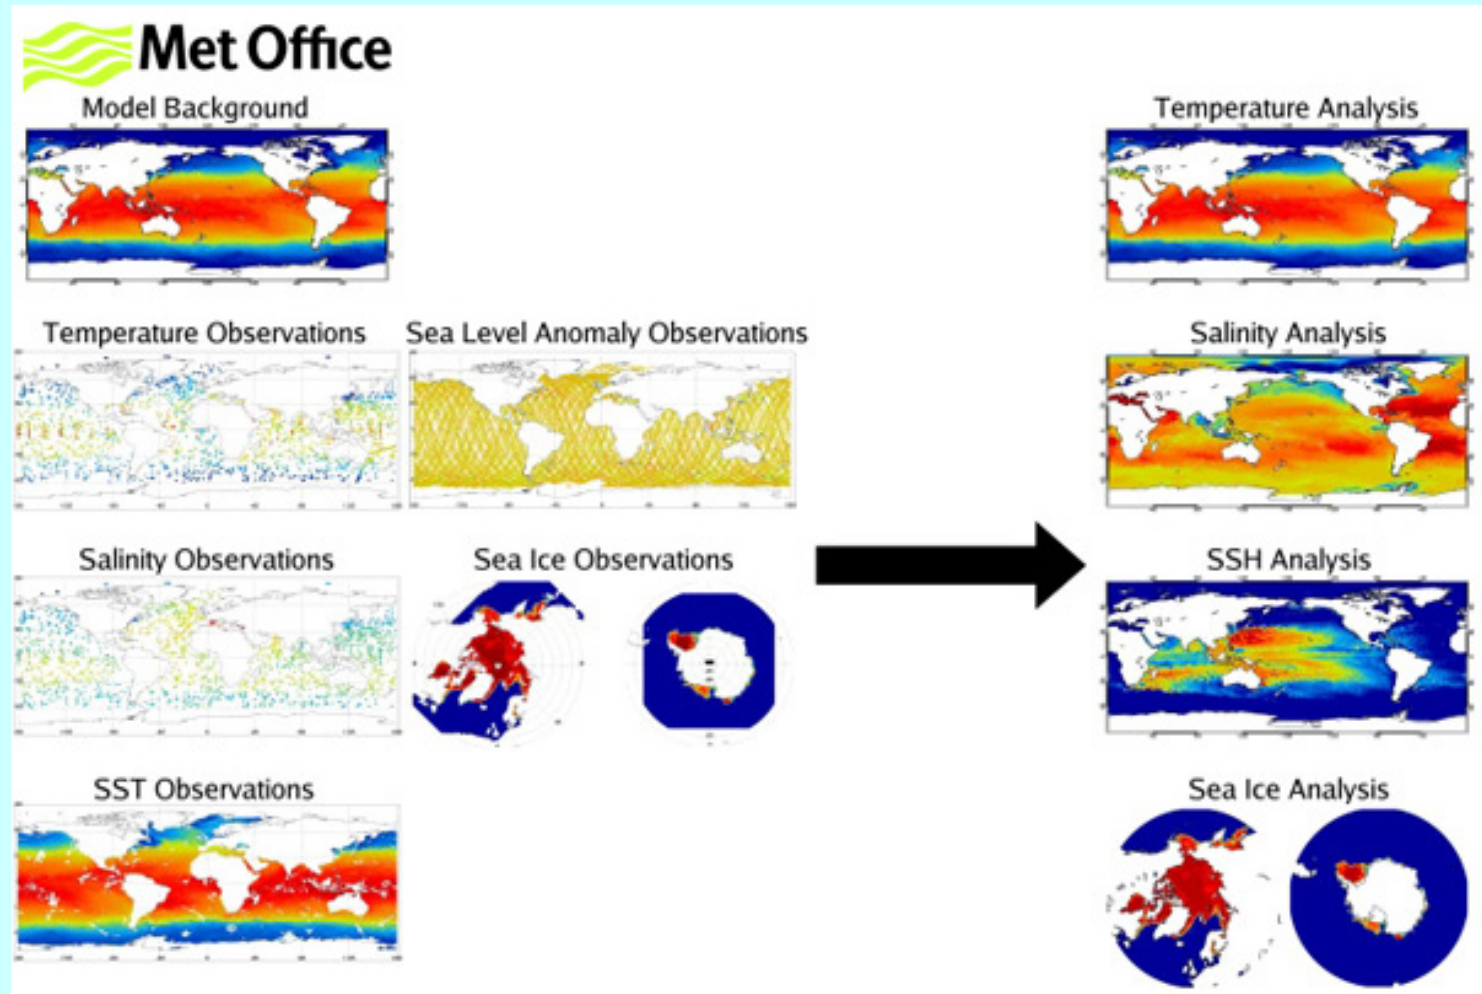 Met Office
Model Background
Temperature Analysis
Temperature Observations
Sea Level Anomaly Observations
Salinity Analysis
Salinity Observations
Sea Ice Observations
SSH Analysis
SST Observations
Sea Ice Analysis